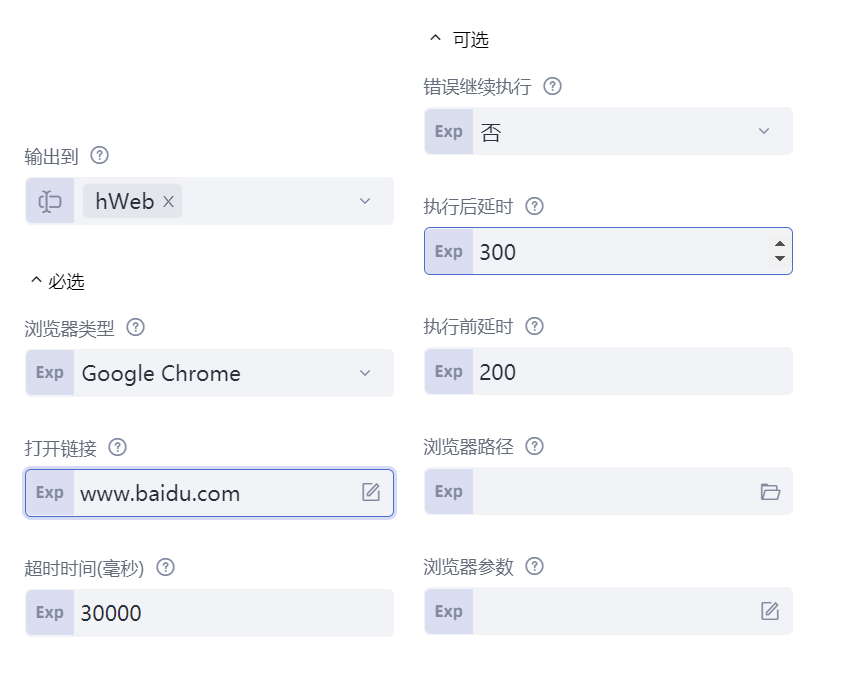 输出到
hWeb
必选
浏览器类型
Exp Google Chrome
打开链接
Exp www.baidu.com
超时时间(毫秒)
Exp 30000
可选
错误继续执行
Exp 否
执行后延时
Exp 300
执行前延时
Exp 200
浏览器路径
Exp
浏览器参数
Exp